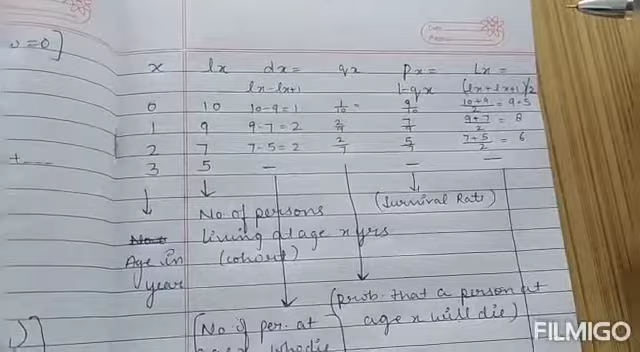 v=0]
x lx dx= qx px= Lx=
lx-lx+1 1-qx (lx+lx+1)/2
0 10 10-9=1 1/10 9/10 10+9/2 = 9.5
1 9 9-7=2 2/9 7/9 9+7/2 = 8
2 7 7-5=2 2/7 5/7 7+5/2 = 6
+---
3 5 — — —
(Survival Rate)
No. of persons
living at age x yrs
Age in (cohort)
year
(prob. that a person at
age x will die)
[No. of per. at
FILMIGO